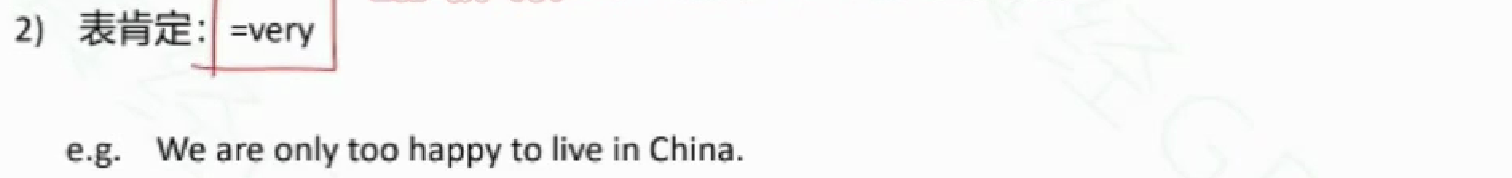 2) 表肯定：=very
e.g. We are only too happy to live in China.